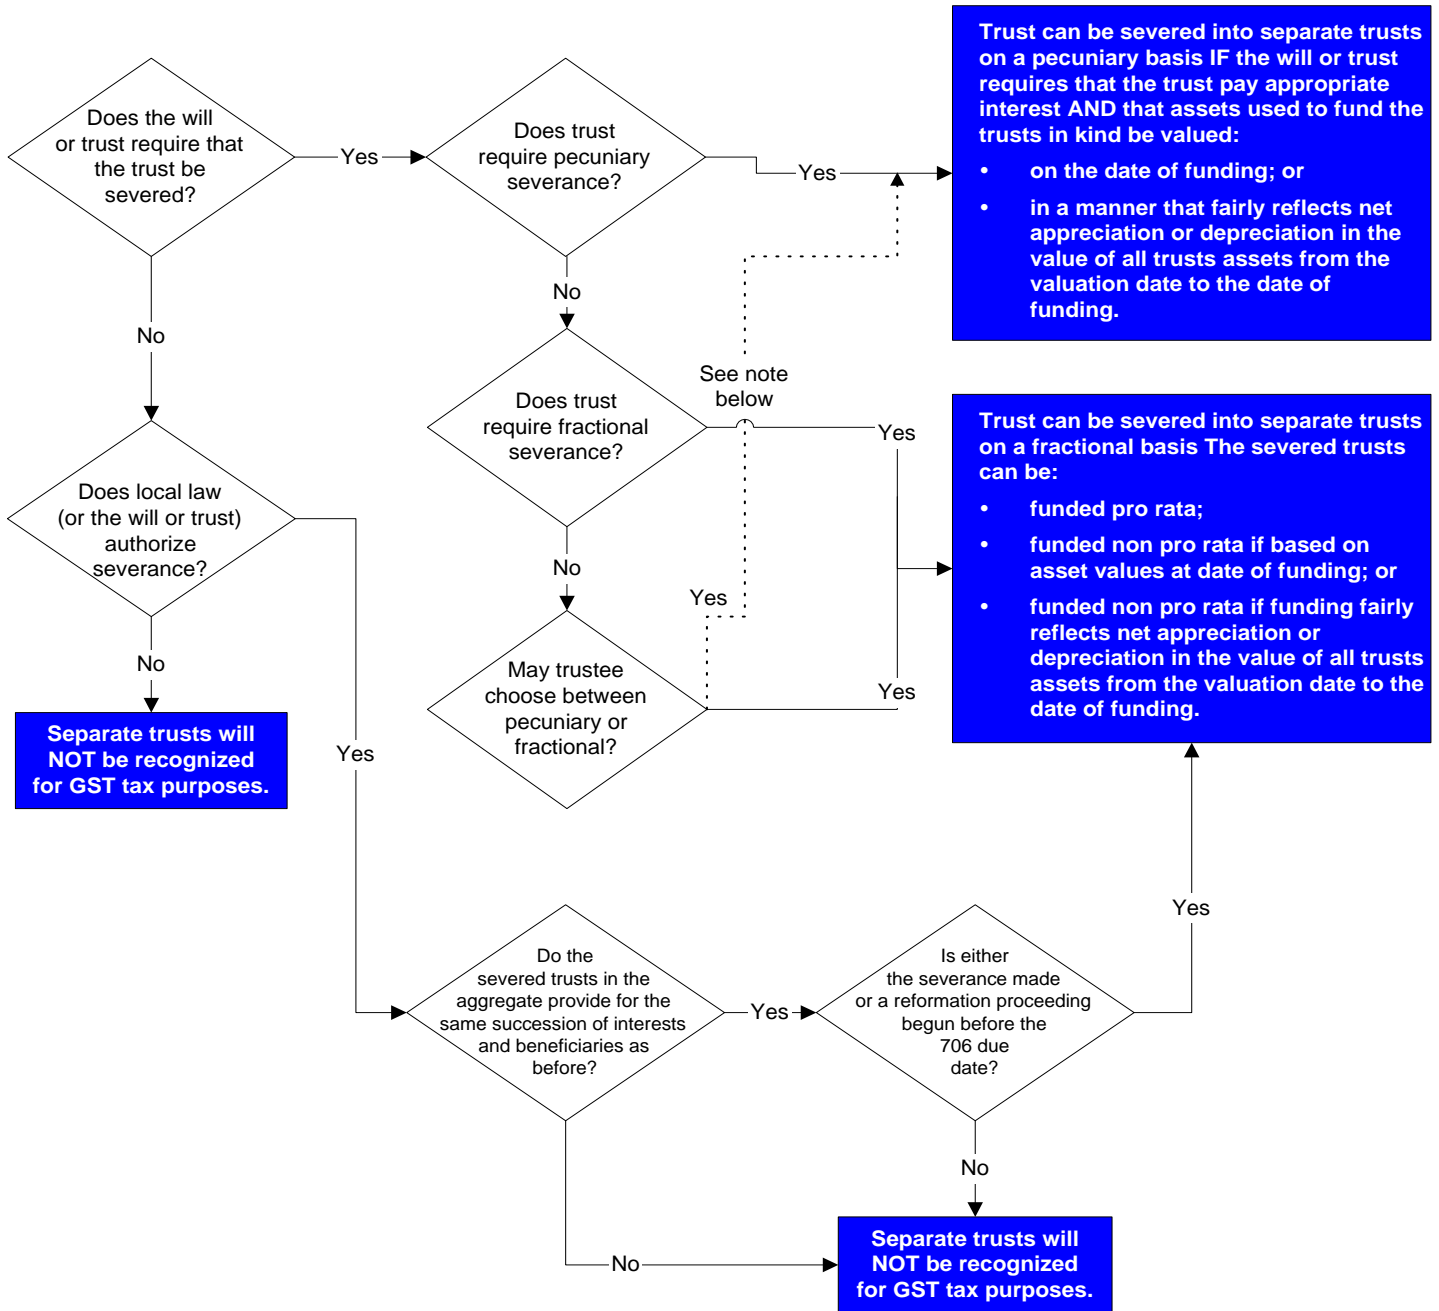 Does the will
or trust require that
the trust be
severed?
Yes
Does trust
require pecuniary
severance?
Yes
Trust can be severed into separate trusts
on a pecuniary basis IF the will or trust
requires that the trust pay appropriate
interest AND that assets used to fund the
trusts in kind be valued:
• on the date of funding; or
• in a manner that fairly reflects net
appreciation or depreciation in the
value of all trusts assets from the
valuation date to the date of
funding.
No
No
See note
below
Does trust
require fractional
severance?
Yes
Trust can be severed into separate trusts
on a fractional basis The severed trusts
can be:
• funded pro rata;
• funded non pro rata if based on
asset values at date of funding; or
• funded non pro rata if funding fairly
reflects net appreciation or
depreciation in the value of all trusts
assets from the valuation date to the
date of funding.
Does local law
(or the will or trust)
authorize
severance?
No
Yes
No
May trustee
choose between
pecuniary or
fractional?
Yes
Separate trusts will
NOT be recognized
for GST tax purposes.
Yes
Yes
Do the
severed trusts in the
aggregate provide for the
same succession of interests
and beneficiaries as
before?
Yes
Is either
the severance made
or a reformation proceeding
begun before the
706 due
date?
No
No
Separate trusts will
NOT be recognized
for GST tax purposes.